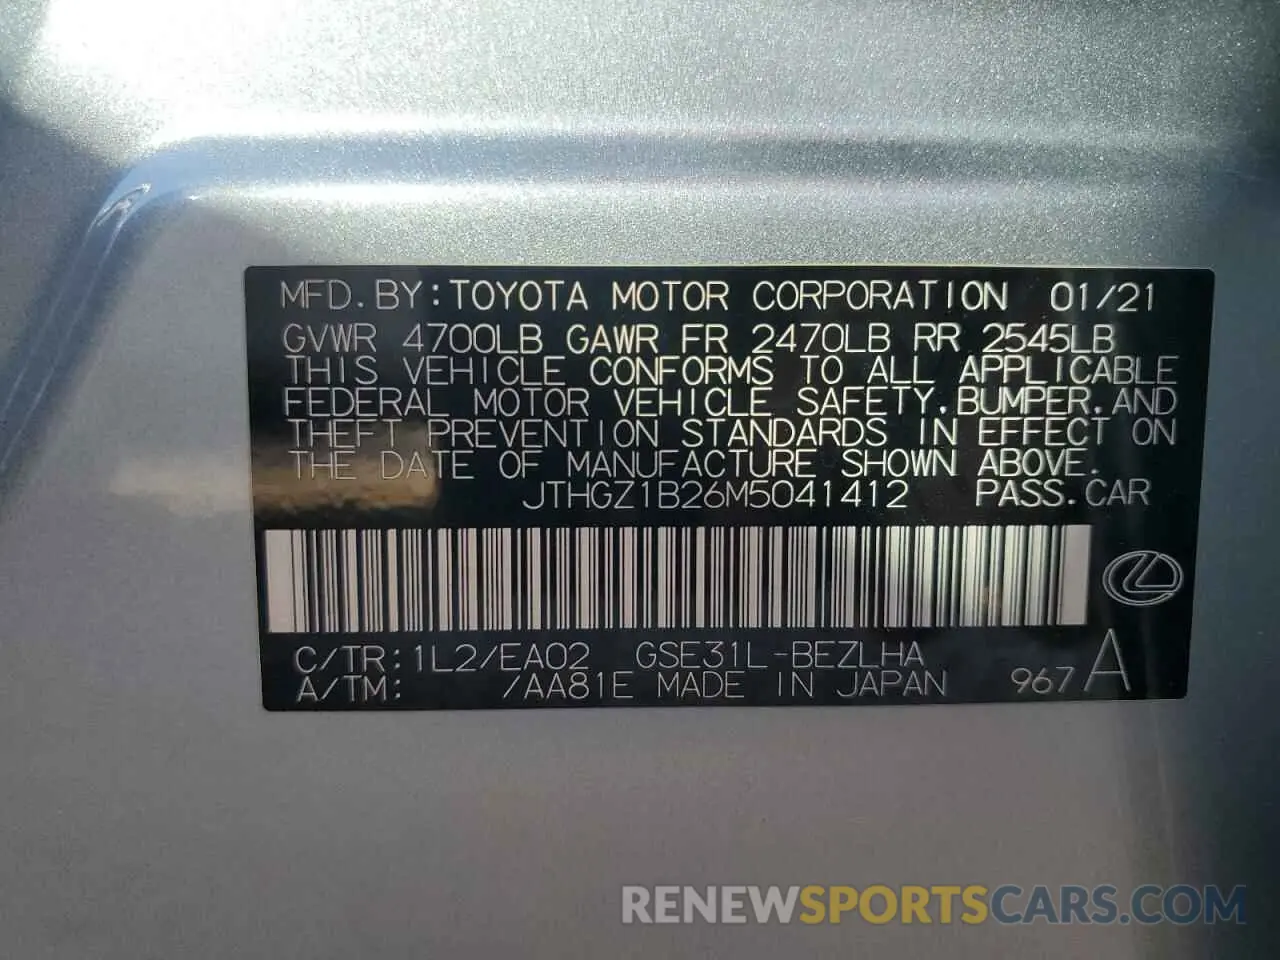 MFD.BY:TOYOTA MOTOR CORPORATION 01/21
GVWR 4700LB GAWR FR 2470LB RR 2545LB
THIS VEHICLE CONFORMS TO ALL APPLICABLE
FEDERAL MOTOR VEHICLE SAFETY,BUMPER,AND
THEFT PREVENTION STANDARDS IN EFFECT ON
THE DATE OF MANUFACTURE SHOWN ABOVE.
JTHGZ1B26M5041412 PASS.CAR
C/TR:1L2/EA02 GSE31L-BEZLHA
A/TM: /AA81E MADE IN JAPAN 967 A
RENEWSPORTSCARS.COM